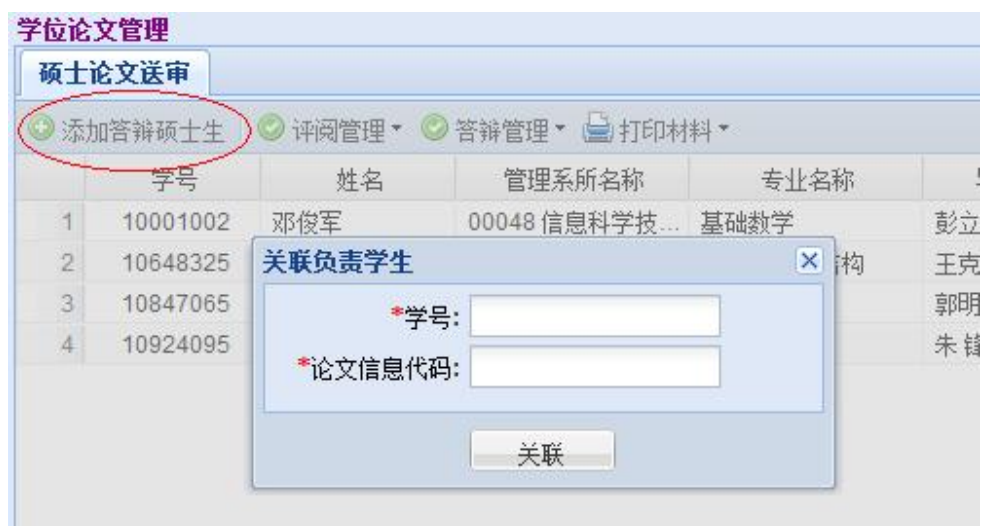 学位论文管理
硕士论文送审
添加答辩硕士生 评阅管理 答辩管理 打印材料
学号 姓名 管理系所名称 专业名称
1 10001002 邓俊军 00048 信息科学技... 基础数学 彭立
2 10648325 构 王克
3 10847065 郭明
4 10924095 朱 锋
关联负责学生
*学号:
*论文信息代码:
关联